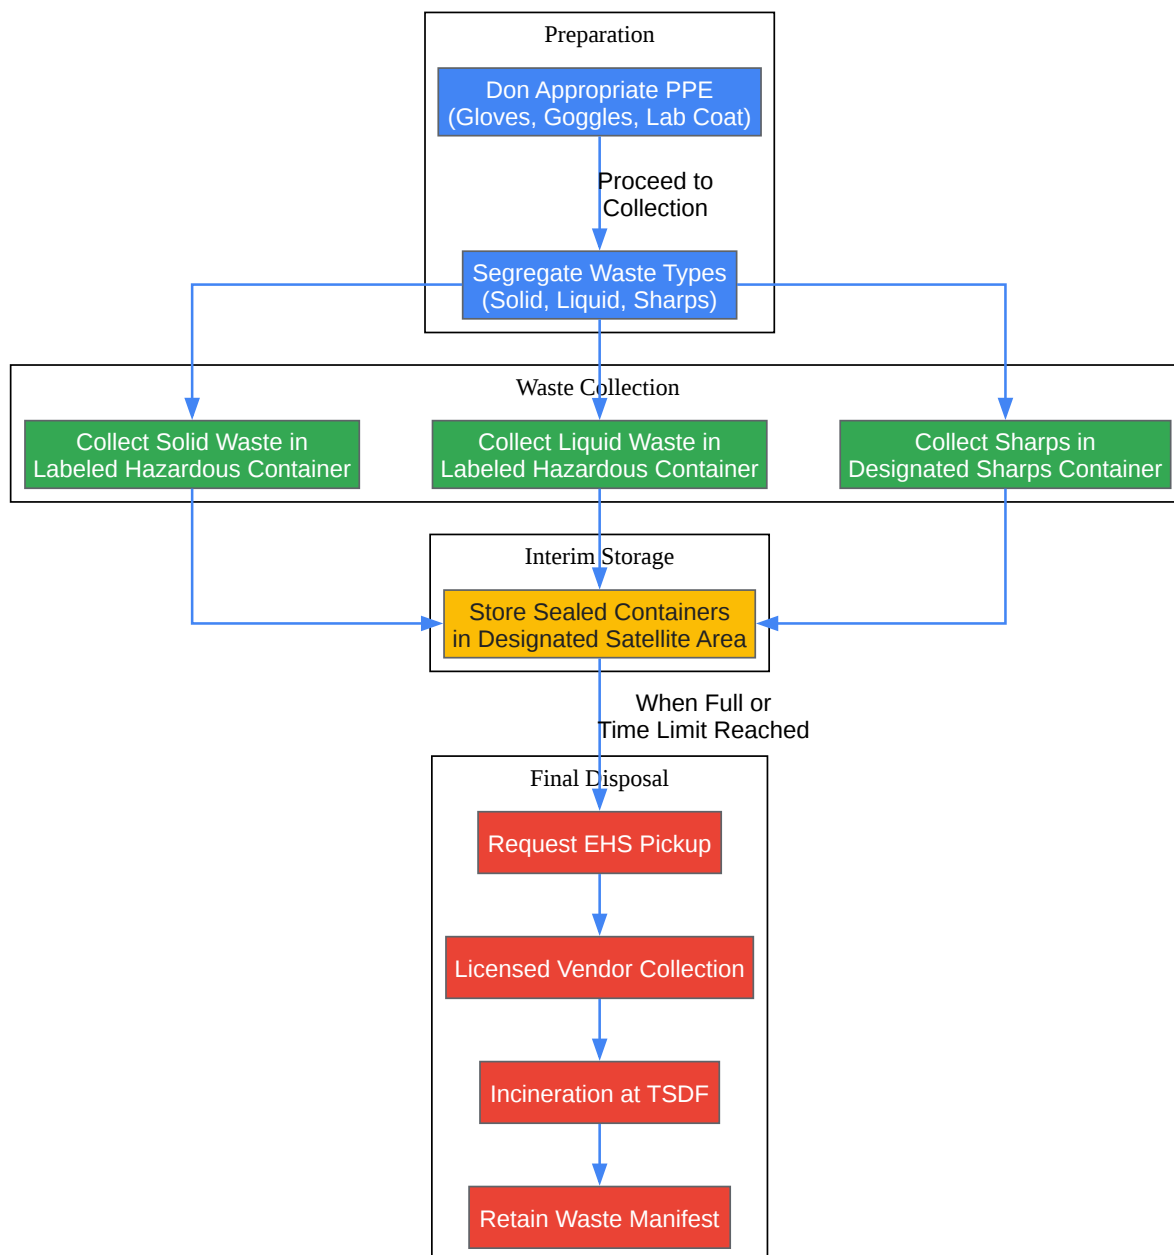 Preparation
Don Appropriate PPE
(Gloves, Goggles, Lab Coat)
Proceed to
Collection
Segregate Waste Types
(Solid, Liquid, Sharps)
Waste Collection
Collect Solid Waste in
Labeled Hazardous Container
Collect Liquid Waste in
Labeled Hazardous Container
Collect Sharps in
Designated Sharps Container
Interim Storage
Store Sealed Containers
in Designated Satellite Area
When Full or
Time Limit Reached
Final Disposal
Request EHS Pickup
Licensed Vendor Collection
Incineration at TSDF
Retain Waste Manifest